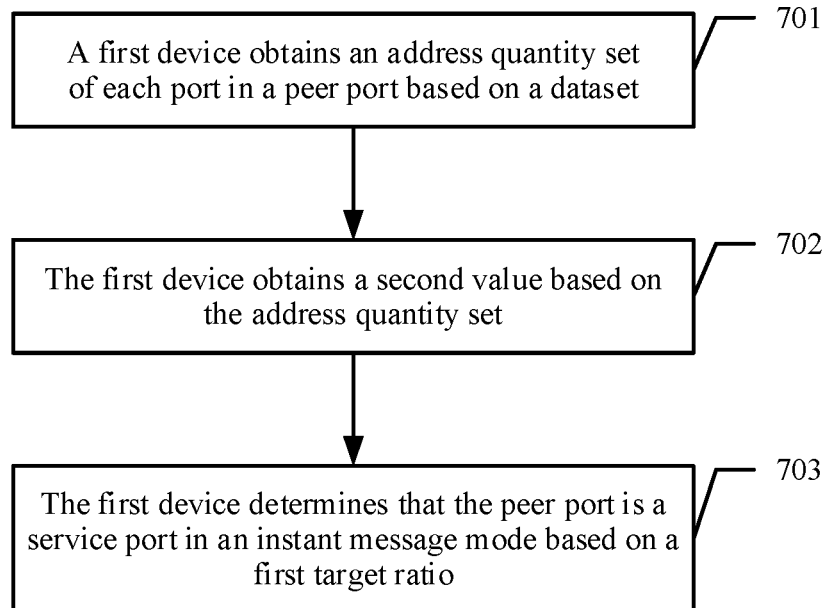 701
A first device obtains an address quantity set
of each port in a peer port based on a dataset
702
The first device obtains a second value based on
the address quantity set
703
The first device determines that the peer port is a
service port in an instant message mode based on a
first target ratio